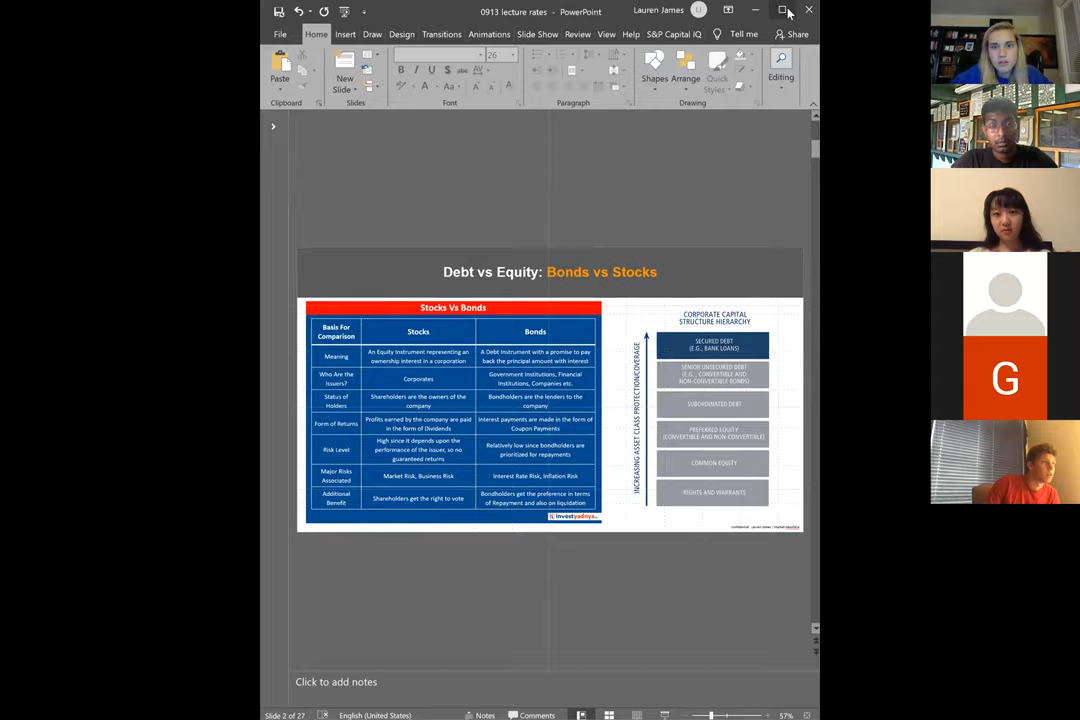 0913 lecture rates - PowerPoint
Lauren James
LJ
File Home Insert Draw Design Transitions Animations Slide Show Review View Help S&P Capital IQ Tell me Share
26
Paste
New
Slide
Shapes Arrange Quick
Styles
Editing
Clipboard Slides Font Paragraph Drawing
Debt vs Equity: Bonds vs Stocks
Stocks Vs Bonds
Basis For
Comparison
Stocks
Bonds
Meaning
An Equity Instrument representing an
ownership interest in a corporation
A Debt Instrument with a promise to pay
back the principal amount with interest
Who Are the
Issuers?
Corporates
Government Institutions, Financial
Institutions, Companies etc.
Status of
Holders
Shareholders are the owners of the
company
Bondholders are the lenders to the
company
Form of Returns
Profits earned by the company are paid
in the form of Dividends
Interest payments are made in the form of
Coupon Payments
Risk Level
High since it depends upon the
performance of the issuer, so no
guaranteed returns
Relatively low since bondholders are
prioritized for repayments
Major Risks
Associated
Market Risk, Business Risk
Interest Rate Risk, Inflation Risk
Additional
Benefit
Shareholders get the right to vote
Bondholders get the preference in terms
of Repayment and also on liquidation
investyadnya
CORPORATE CAPITAL
STRUCTURE HIERARCHY
INCREASING ASSET CLASS PROTECTION/COVERAGE
SECURED DEBT
(E.G., BANK LOANS)
SENIOR UNSECURED DEBT
(E.G., CONVERTIBLE AND
NON-CONVERTIBLE BONDS)
SUBORDINATED DEBT
PREFERRED EQUITY
(CONVERTIBLE AND NON-CONVERTIBLE)
COMMON EQUITY
RIGHTS AND WARRANTS
G
Click to add notes
Slide 2 of 27 English (United States) Notes Comments 57%